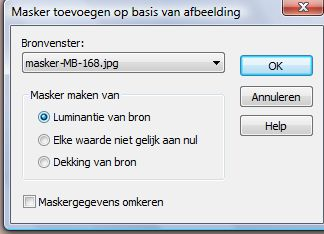 Masker toevoegen op basis van afbeelding
Bronvenster:
masker-MB-168.jpg
OK
Masker maken van
Annuleren
Luminantie van bron
Help
Elke waarde niet gelijk aan nul
Dekking van bron
Maskergegevens omkeren